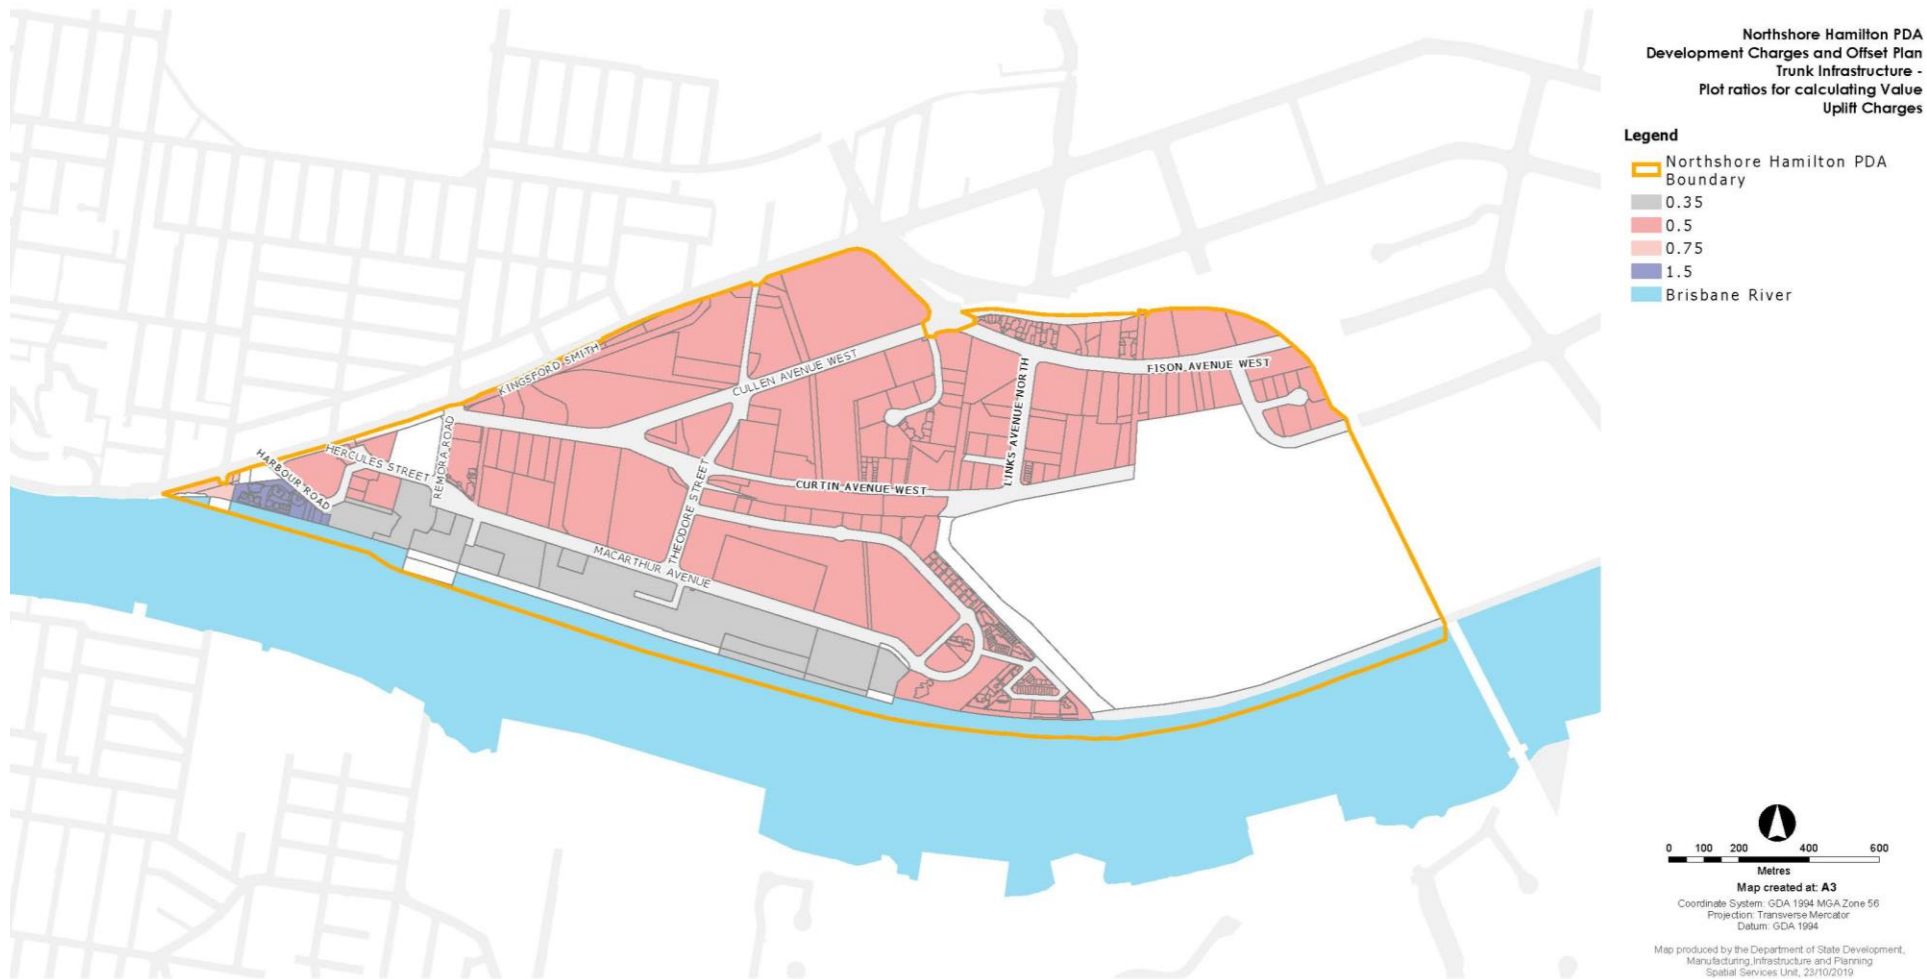 Northshore Hamilton PDA
Development Charges and Offset Plan
Trunk Infrastructure -
Plot ratios for calculating Value
Uplift Charges
Legend
Northshore Hamilton PDA
Boundary
0.35
0.5
0.75
1.5
Brisbane River
KINGSFORD SMITH
CULLEN AVENUE WEST
FISON AVENUE WEST
LINKS AVENUE NORTH
REMORA ROAD
HERCULES STREET
HARBOUR ROAD
CURTIN AVENUE WEST
THEODORE STREET
MACARTHUR AVENUE
0 100 200 400 600
Metres
Map created at: A3
Coordinate System: GDA 1994 MGA Zone 56
Projection: Transverse Mercator
Datum: GDA 1994
Map produced by the Department of State Development,
Manufacturing, Infrastructure and Planning
Spatial Services Unit, 23/10/2019